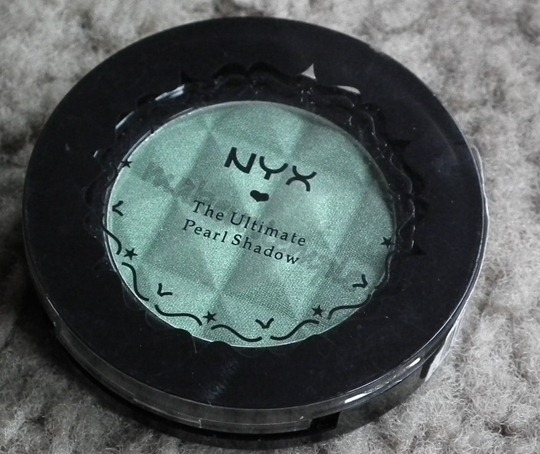 NYX
The Ultimate
Pearl Shadow